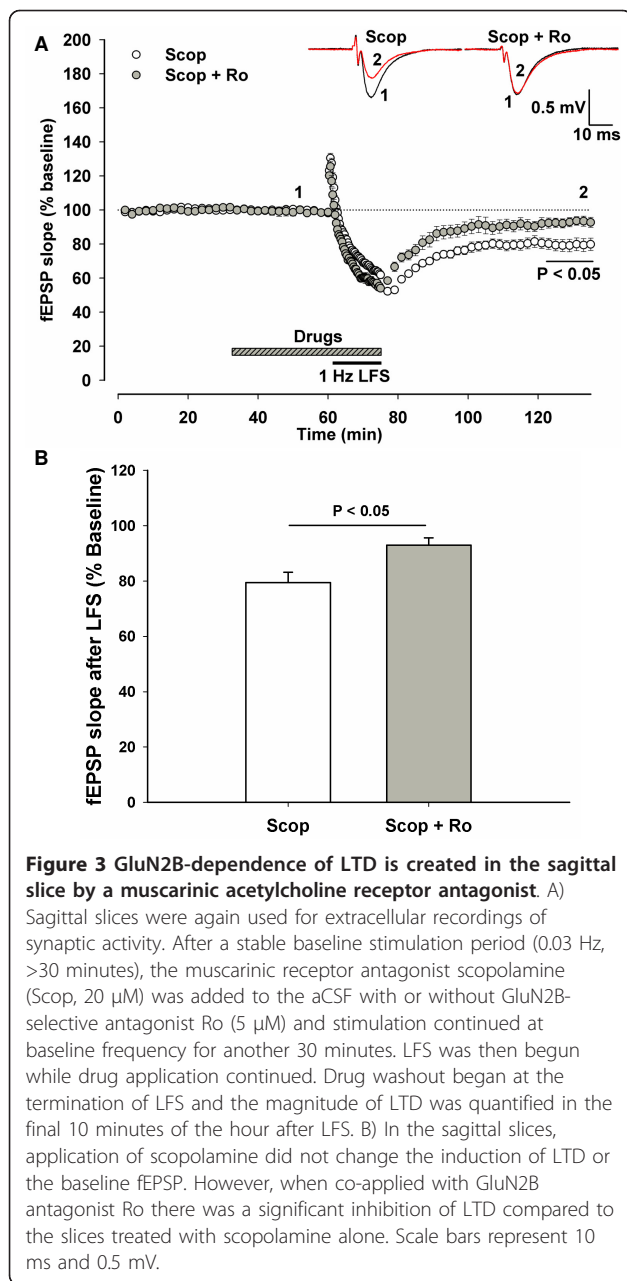 A
Scop
Scop + Ro
Scop
Scop + Ro
2
1
2
1
0.5 mV
10 ms
200
180
160
140
120
100
80
60
40
20
0
fEPSP slope (% baseline)
1
2
P < 0.05
Drugs
1 Hz LFS
0 20 40 60 80 100 120
Time (min)
B
120
100
80
60
40
20
0
fEPSP slope after LFS (% Baseline)
P < 0.05
Scop
Scop + Ro
Figure 3 GluN2B-dependence of LTD is created in the sagittal
slice by a muscarinic acetylcholine receptor antagonist. A)
Sagittal slices were again used for extracellular recordings of
synaptic activity. After a stable baseline stimulation period (0.03 Hz,
>30 minutes), the muscarinic receptor antagonist scopolamine
(Scop, 20 μM) was added to the aCSF with or without GluN2B-
selective antagonist Ro (5 μM) and stimulation continued at
baseline frequency for another 30 minutes. LFS was then begun
while drug application continued. Drug washout began at the
termination of LFS and the magnitude of LTD was quantified in the
final 10 minutes of the hour after LFS. B) In the sagittal slices,
application of scopolamine did not change the induction of LTD or
the baseline fEPSP. However, when co-applied with GluN2B
antagonist Ro there was a significant inhibition of LTD compared to
the slices treated with scopolamine alone. Scale bars represent 10
ms and 0.5 mV.